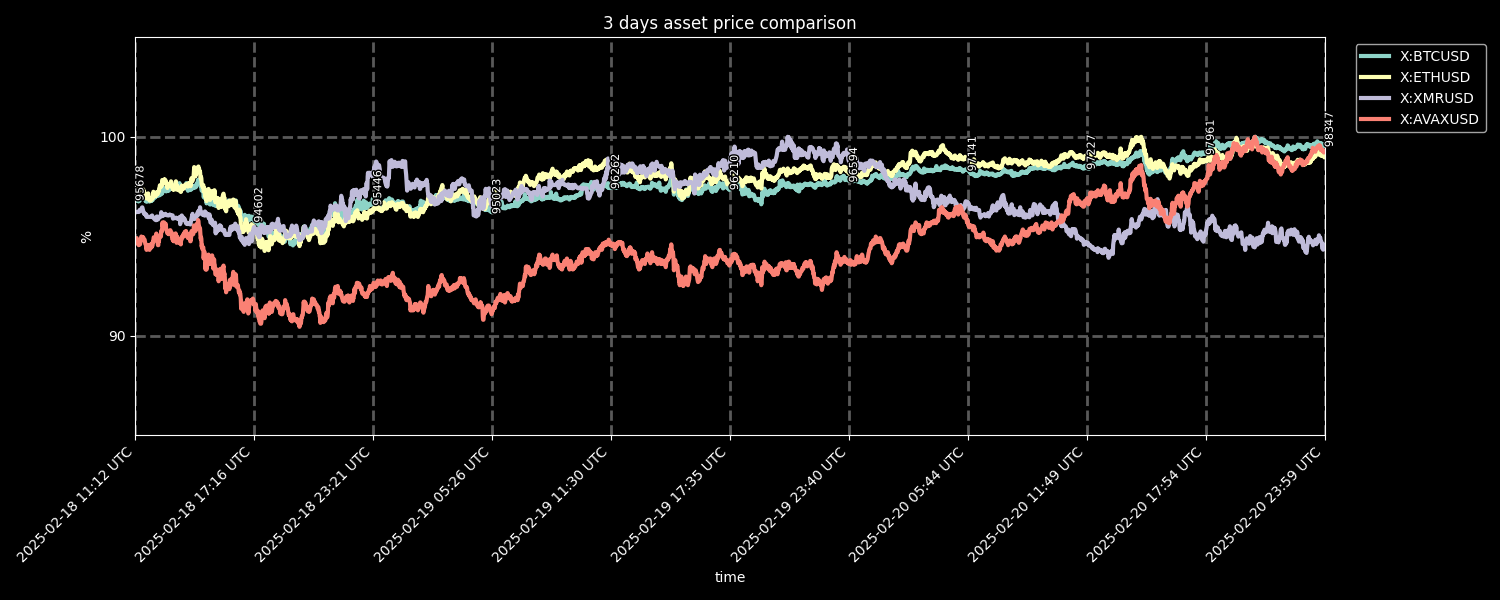 3 days asset price comparison
X:BTCUSD
X:ETHUSD
X:XMRUSD
X:AVAXUSD
100
90
%
95678
94602
95446
95023
96262
96210
96594
97141
97227
97961
98347
2025-02-18 11:12 UTC
2025-02-18 17:16 UTC
2025-02-18 23:21 UTC
2025-02-19 05:26 UTC
2025-02-19 11:30 UTC
2025-02-19 17:35 UTC
2025-02-19 23:40 UTC
2025-02-20 05:44 UTC
2025-02-20 11:49 UTC
2025-02-20 17:54 UTC
2025-02-20 23:59 UTC
time